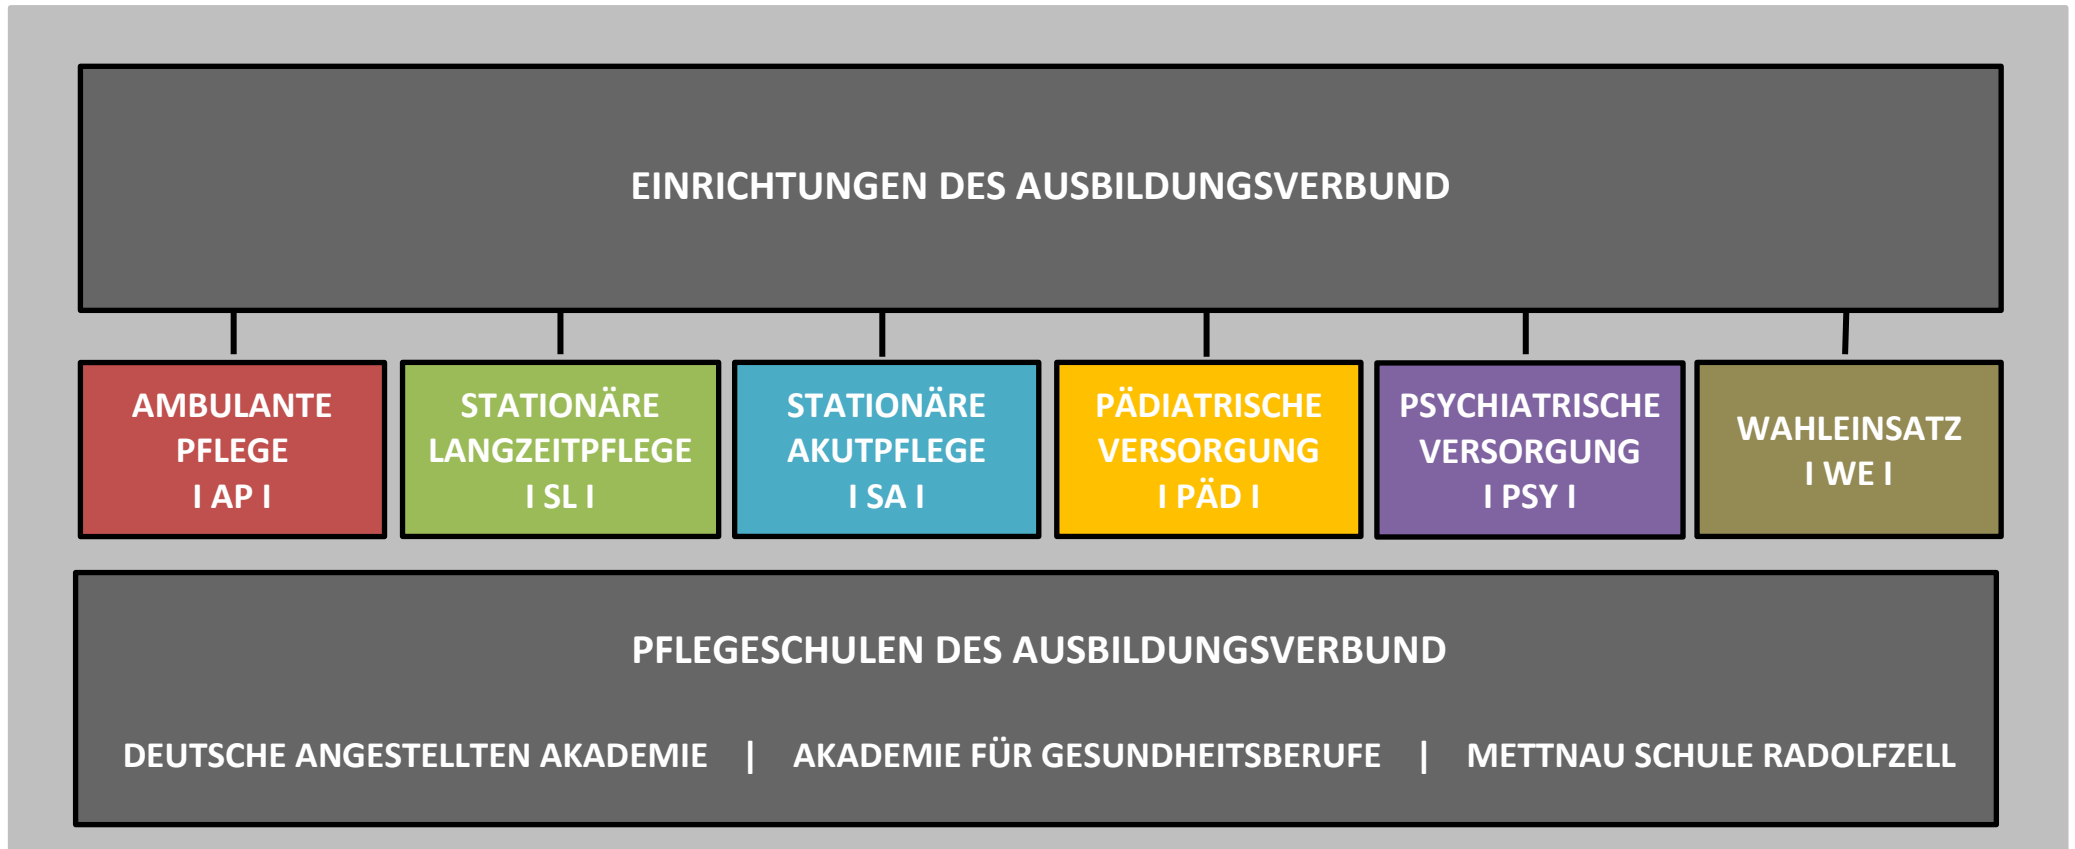 EINRICHTUNGEN DES AUSBILDUNGSVERBUND
AMBULANTE
PFLEGE
I AP I
STATIONÄRE
LANGZEITPFLEGE
I SL I
STATIONÄRE
AKUTPFLEGE
I SA I
PÄDIATRISCHE
VERSORGUNG
I PÄD I
PSYCHIATRISCHE
VERSORGUNG
I PSY I
WAHLEINSATZ
I WE I
PFLEGESCHULEN DES AUSBILDUNGSVERBUND
DEUTSCHE ANGESTELLTEN AKADEMIE | AKADEMIE FÜR GESUNDHEITSBERUFE | METTNAU SCHULE RADOLFZELL